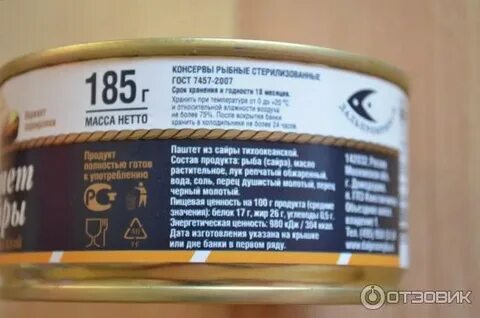 185г
МАССА НЕТТО
КОНСЕРВЫ РЫБНЫЕ СТЕРИЛИЗОВАННЫЕ
ГОСТ 7457-2007
Срок хранения и годности 18 месяцев.
Хранить при температуре от 0 до +20 °С
и относительной влажности воздуха
не более 75%. После вскрытия банки
хранить в холодильнике не более 24 часов.
Продукт
полностью готов
к употреблению
Паштет из сайры тихоокеанской.
Состав продукта: рыба (сайра), масло
растительное, лук репчатый обжаренный,
вода, соль, перец душистый молотый, перец
черный молотый.
Пищевая ценность на 100 г продукта (средние
значения): белок 17 г, жир 26 г, углеводы 0,5 г.
Энергетическая ценность: 980 кДж / 304 ккал
Дата изготовления указана на крышке
или дне банки в первом ряду.
142032, Россия
ОТЗОВИК